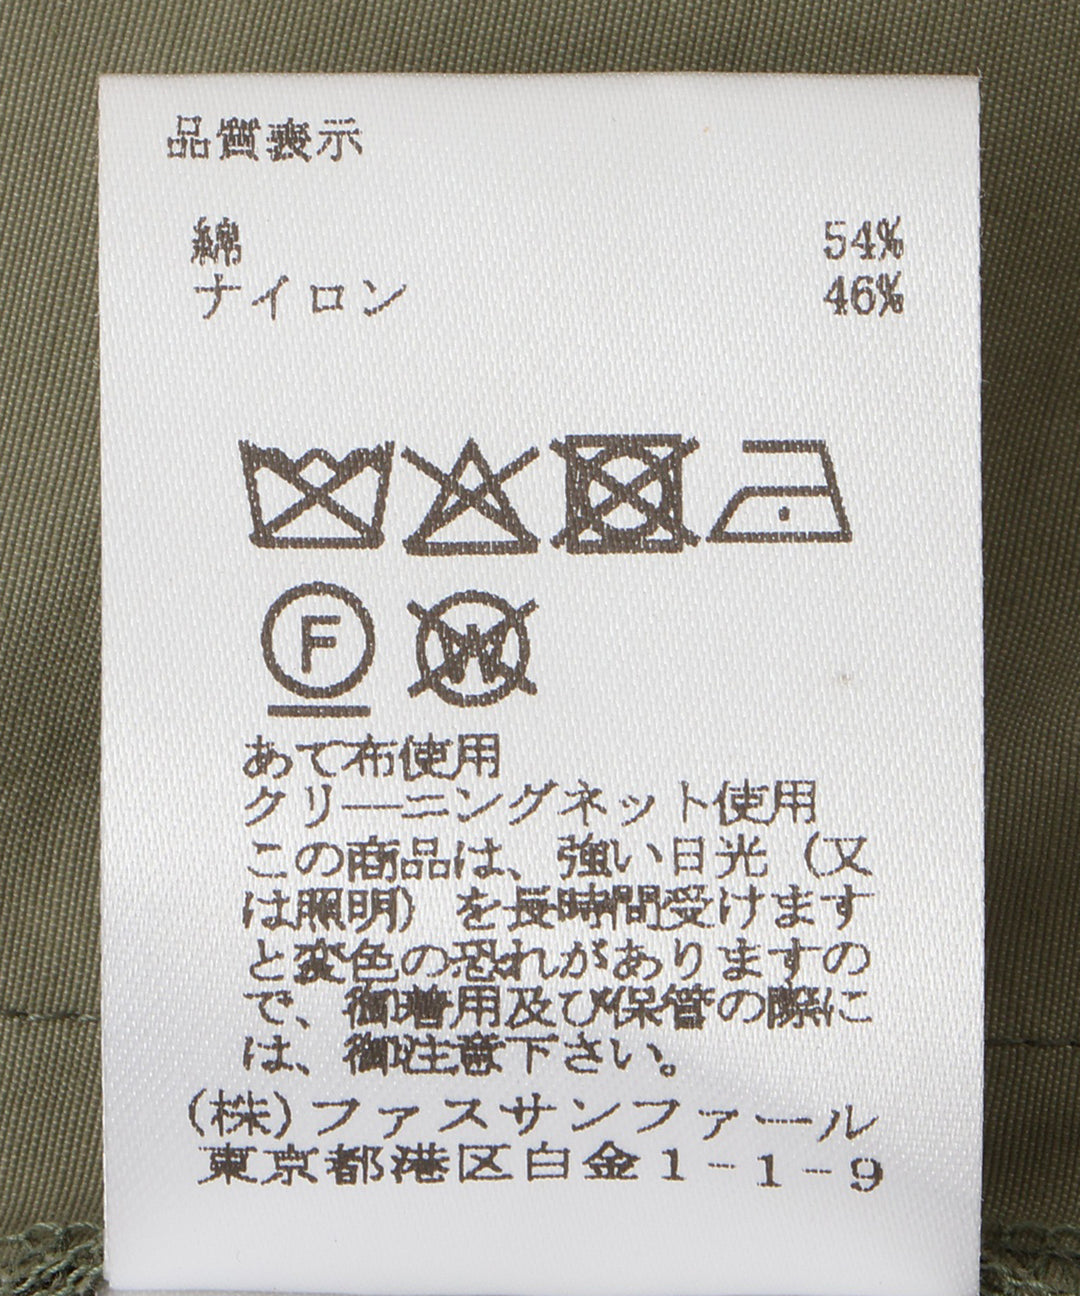 品質表示
綿 54%
ナイロン 46%
F
W
あて布使用
クリーニングネット使用
この商品は、強い日光（又
は照明）を長時間受けます
と変色の恐れがありますの
で、御着用及び保管の際に
は、御注意下さい。
(株)ファスサンファール
東京都港区白金1-1-9